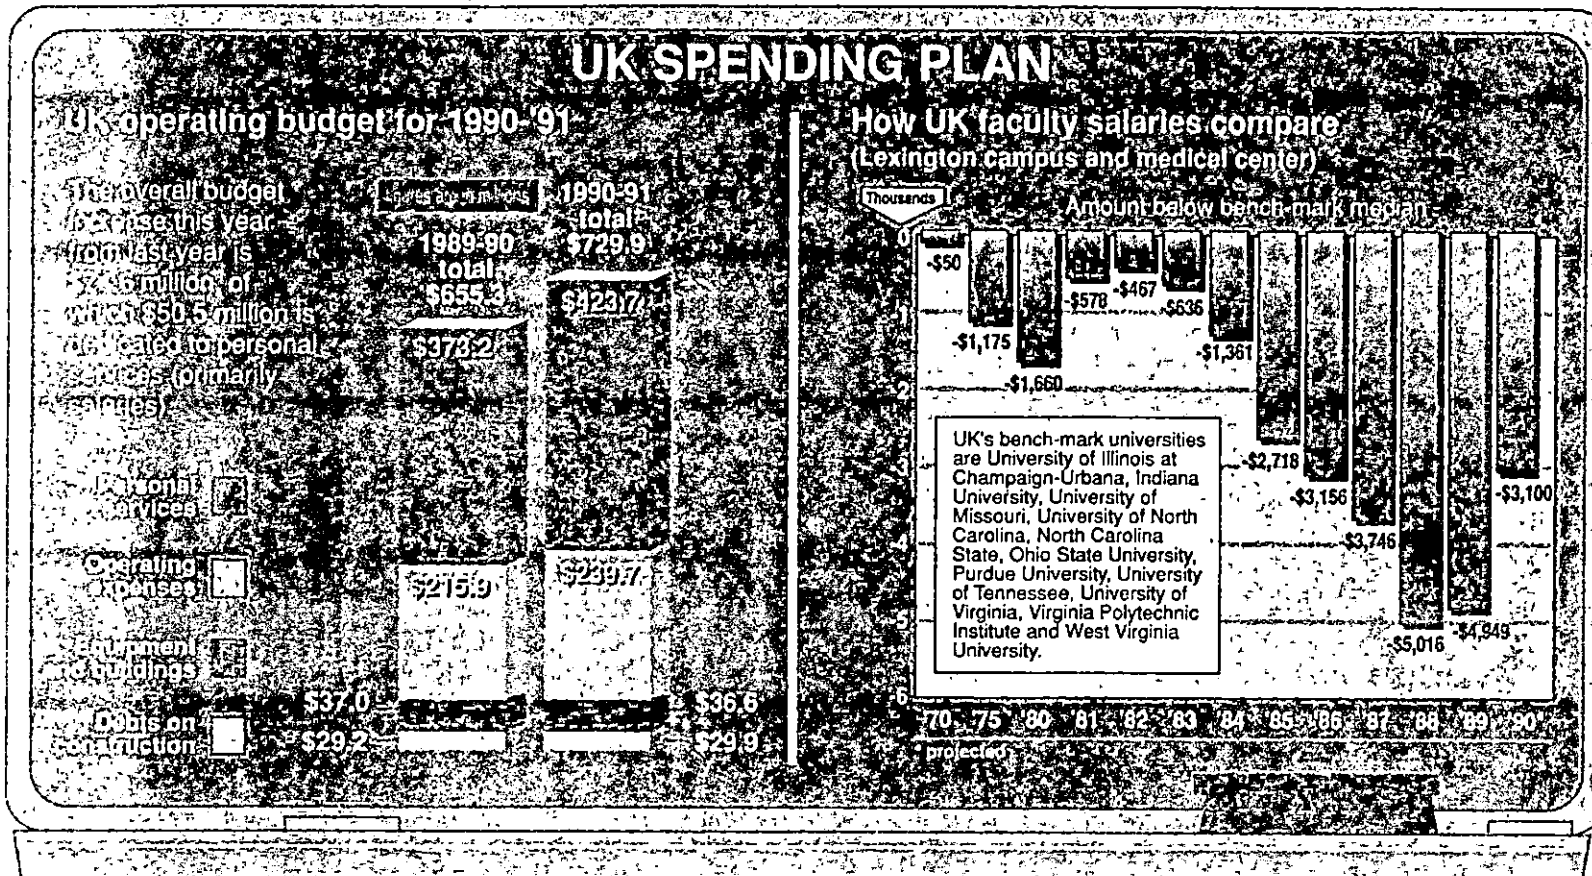 UK SPENDING PLAN
UK operating budget for 1990-'91
The overall budget
increase this year
from last year is
million, of
which $50.5 million is
dedicated to personal
(primarily
salaries)
1989-90
total
$655.3
1990-91
total
$729.9
$373.2
$423.7
$215.9
$239.7
$37.0
$29.2
$36.6
$29.9
Personal
services
Operating
expenses
Equipment
and buildings
Debts on
construction
How UK faculty salaries compare
(Lexington campus and medical center)
Thousands
Amount below bench-mark median
0
-$50
-$1,175
-$1,660
-$578
-$467
-$636
-$1,361
-$2,718
-$3,156
-$3,746
-$5,016
-$4,849
-$3,100
1
2
3
4
5
-6
UK's bench-mark universities
are University of Illinois at
Champaign-Urbana, Indiana
University, University of
Missouri, University of North
Carolina, North Carolina
State, Ohio State University,
Purdue University, University
of Tennessee, University of
Virginia, Virginia Polytechnic
Institute and West Virginia
University.
'70 '75 '80 '81 '82 '83 '84 '85 '86 '87 '88 '89 '90
projected